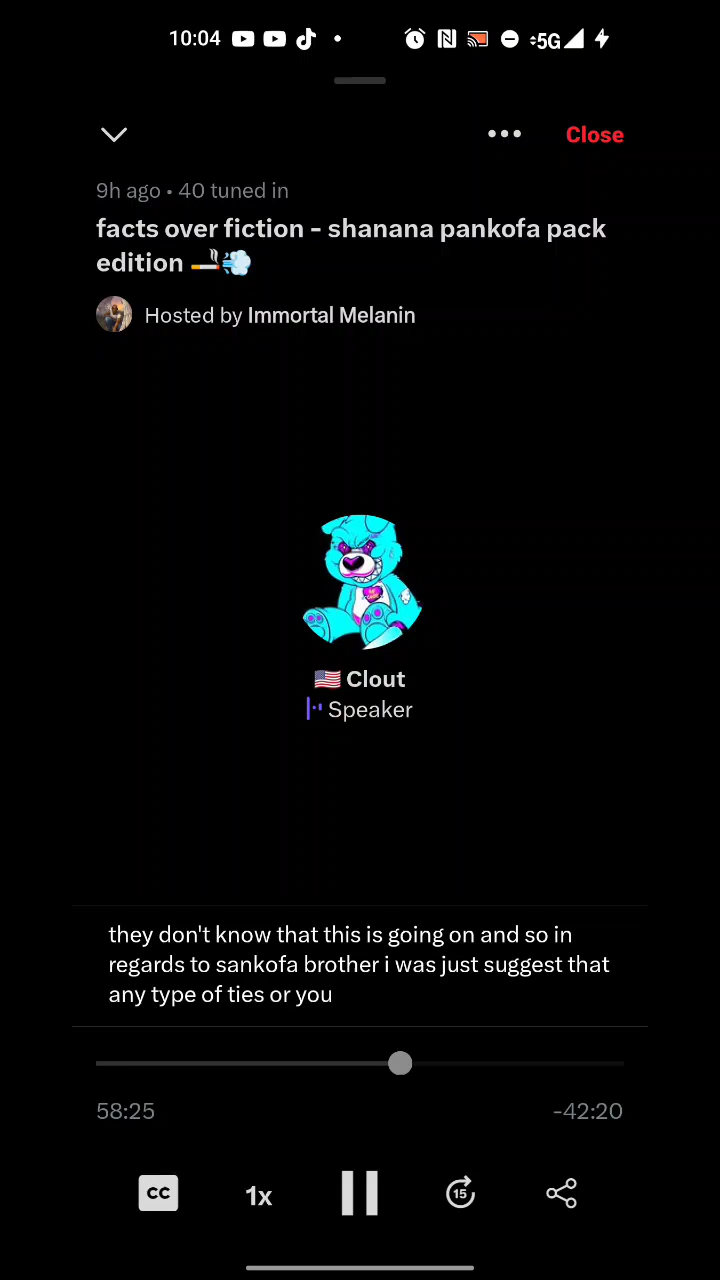 10:04 5G
Close
9h ago • 40 tuned in
facts over fiction - shanana pankofa pack
edition 🚬💨
Hosted by Immortal Melanin
🇺🇸 Clout
Speaker
they don't know that this is going on and so in
regards to sankofa brother i was just suggest that
any type of ties or you
58:25 -42:20
CC 1x 15